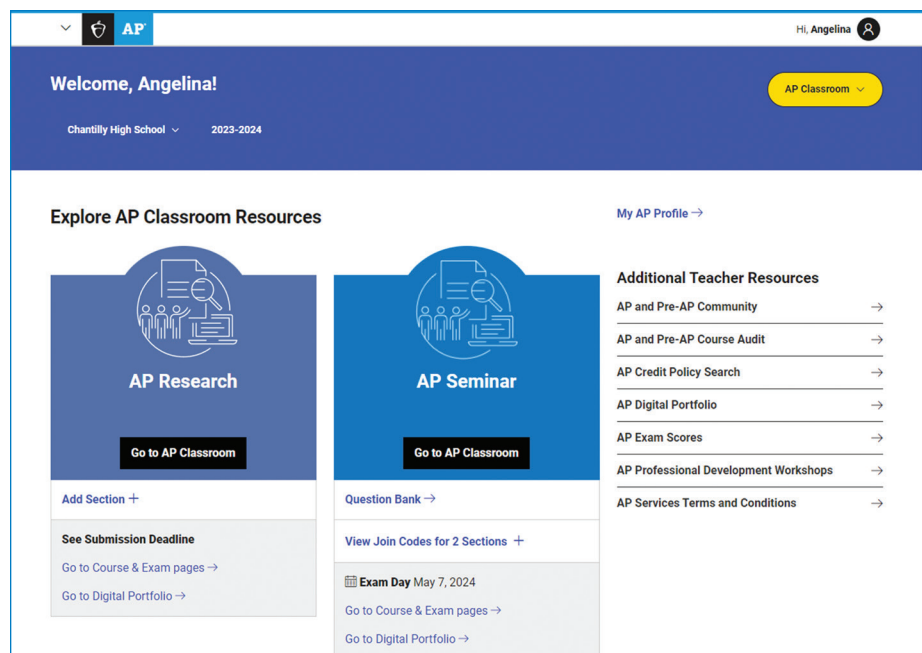 AP
Hi, Angelina
Welcome, Angelina!
AP Classroom
Chantilly High School
2023-2024
Explore AP Classroom Resources
AP Research
Go to AP Classroom
Add Section +
See Submission Deadline
Go to Course & Exam pages →
Go to Digital Portfolio →
AP Seminar
Go to AP Classroom
Question Bank →
View Join Codes for 2 Sections +
Exam Day May 7, 2024
Go to Course & Exam pages →
Go to Digital Portfolio →
My AP Profile →
Additional Teacher Resources
AP and Pre-AP Community →
AP and Pre-AP Course Audit →
AP Credit Policy Search →
AP Digital Portfolio →
AP Exam Scores →
AP Professional Development Workshops →
AP Services Terms and Conditions →